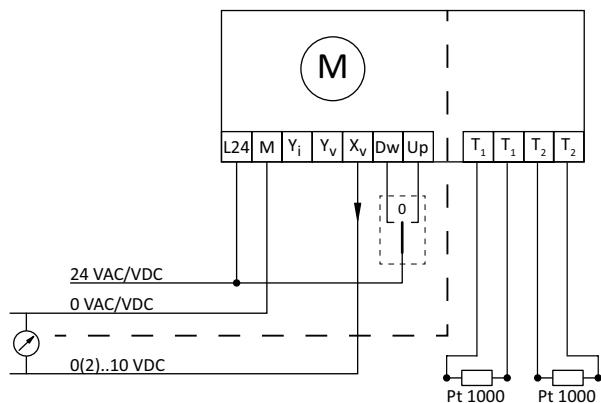 M
L24 M Yi Yv Xv Dw Up T1 T1 T2 T2
0
24 VAC/VDC
0 VAC/VDC
0(2)..10 VDC
Pt 1000 Pt 1000